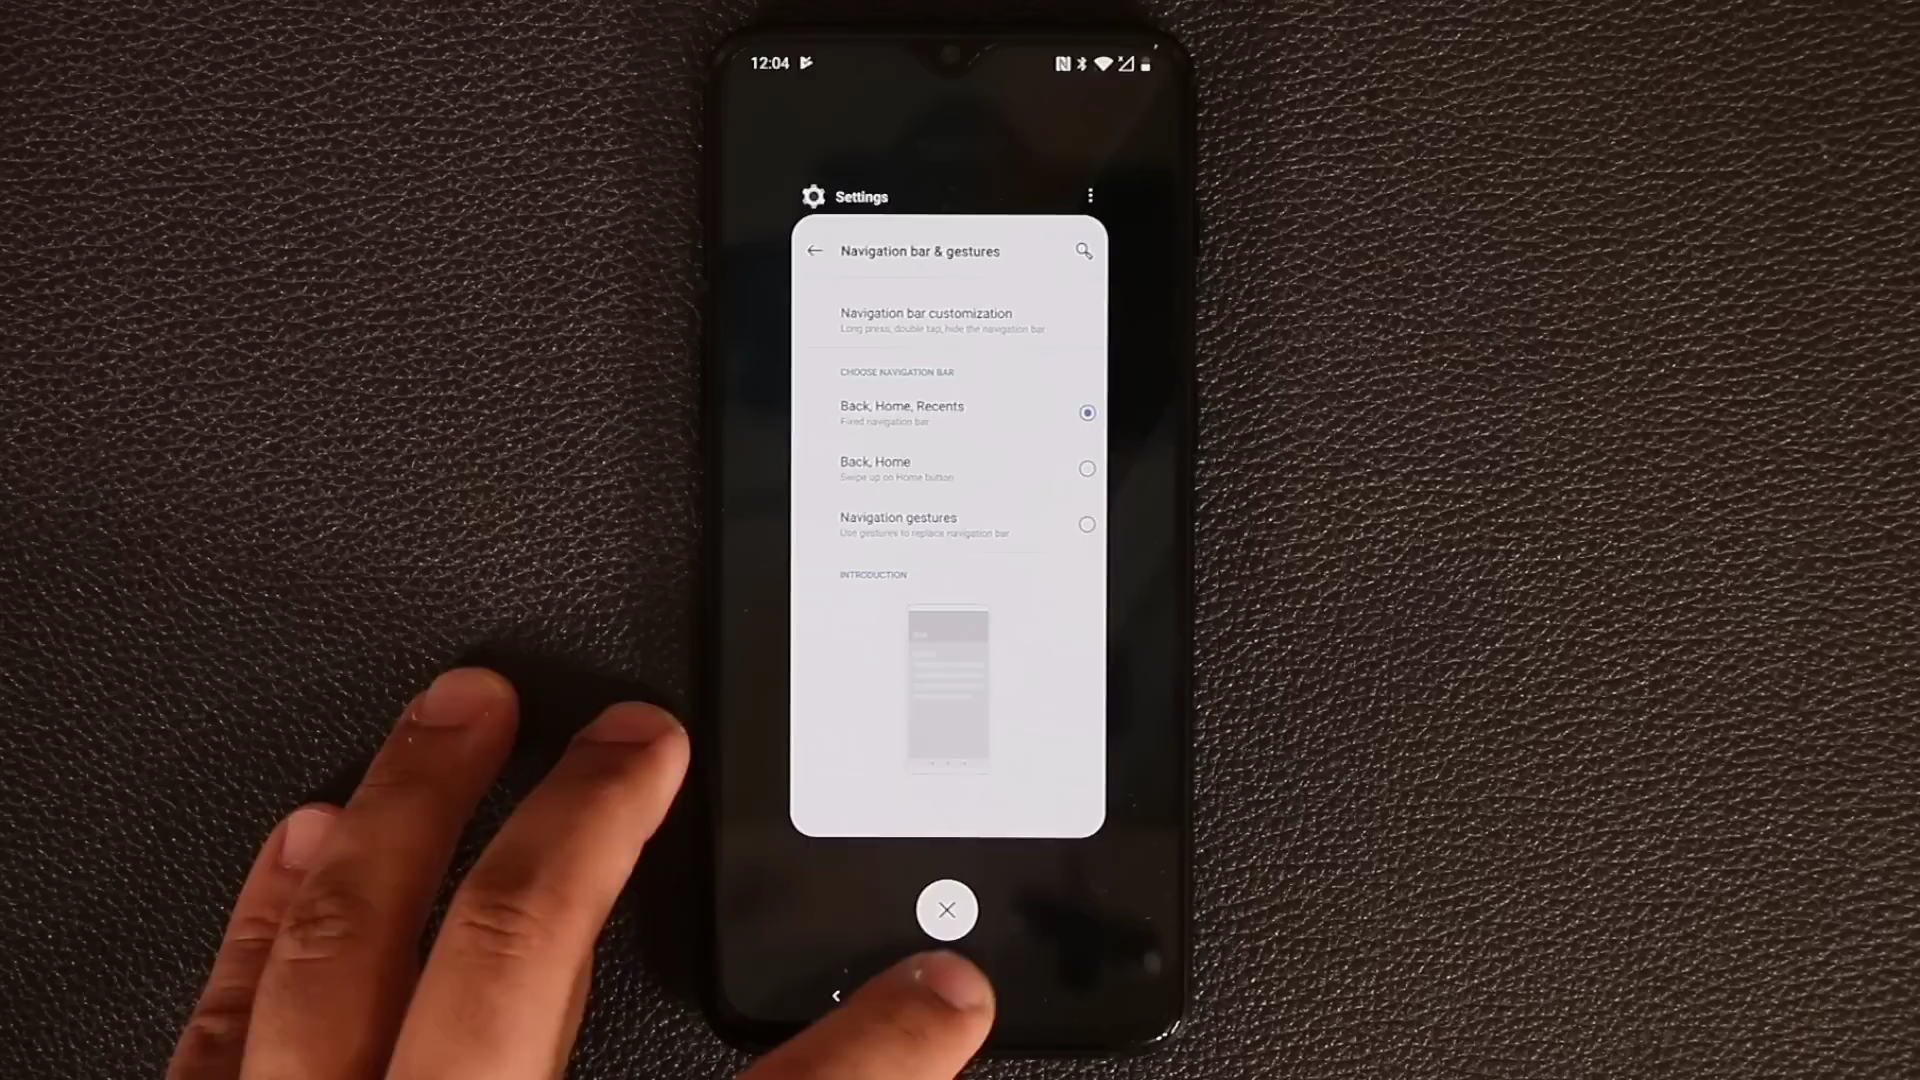 12:04
Settings
Navigation bar & gestures
Navigation bar customization
Long press, double tap, hide the navigation bar
CHOOSE NAVIGATION BAR
Back, Home, Recents
Fixed navigation bar
Back, Home
Swipe up on Home button
Navigation gestures
Use gestures to replace navigation bar
INTRODUCTION